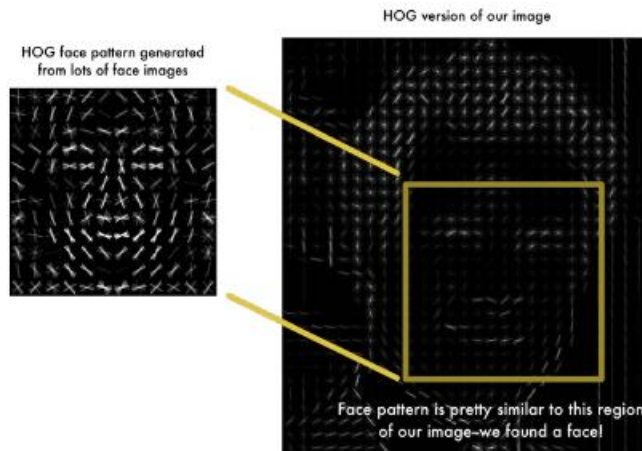 HOG version of our image
HOG face pattern generated
from lots of face images
Face pattern is pretty similar to this region
of our image–we found a face!